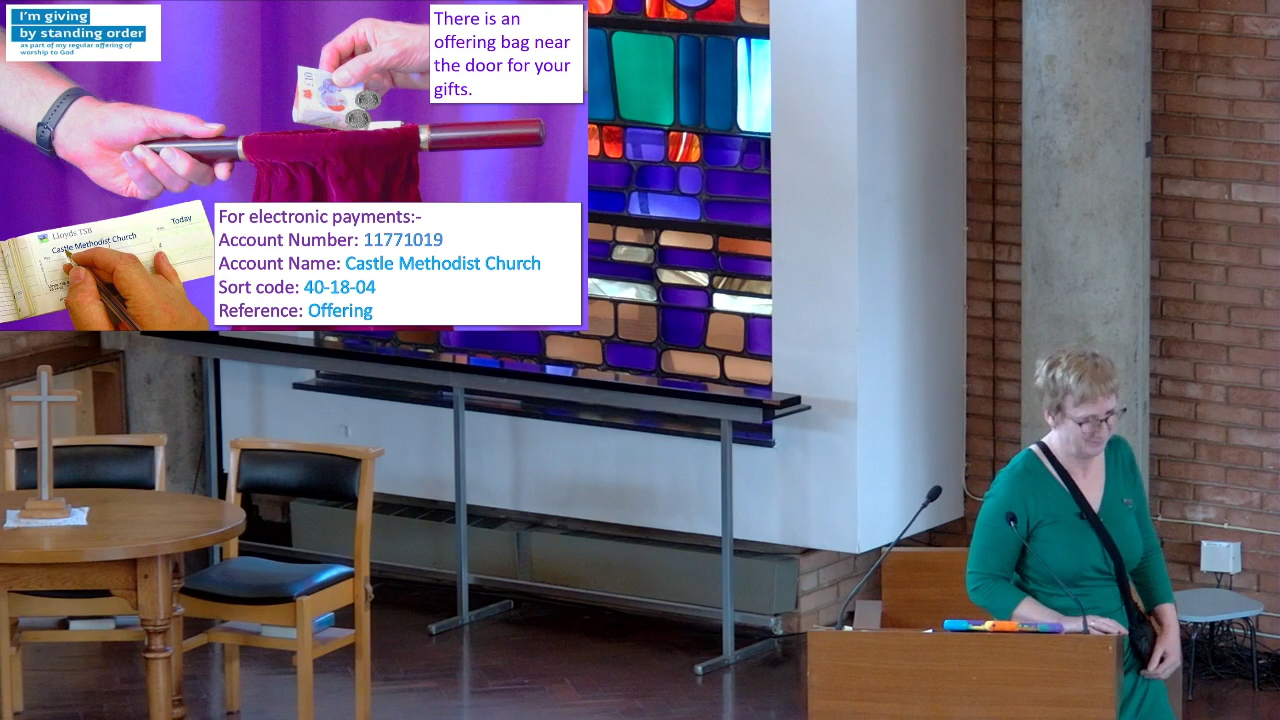 I'm giving
by standing order
as part of my regular offering of
worship to God
There is an
offering bag near
the door for your
gifts.
Lloyds TSB
Today
Castle Methodist Church
For electronic payments:-
Account Number: 11771019
Account Name: Castle Methodist Church
Sort code: 40-18-04
Reference: Offering